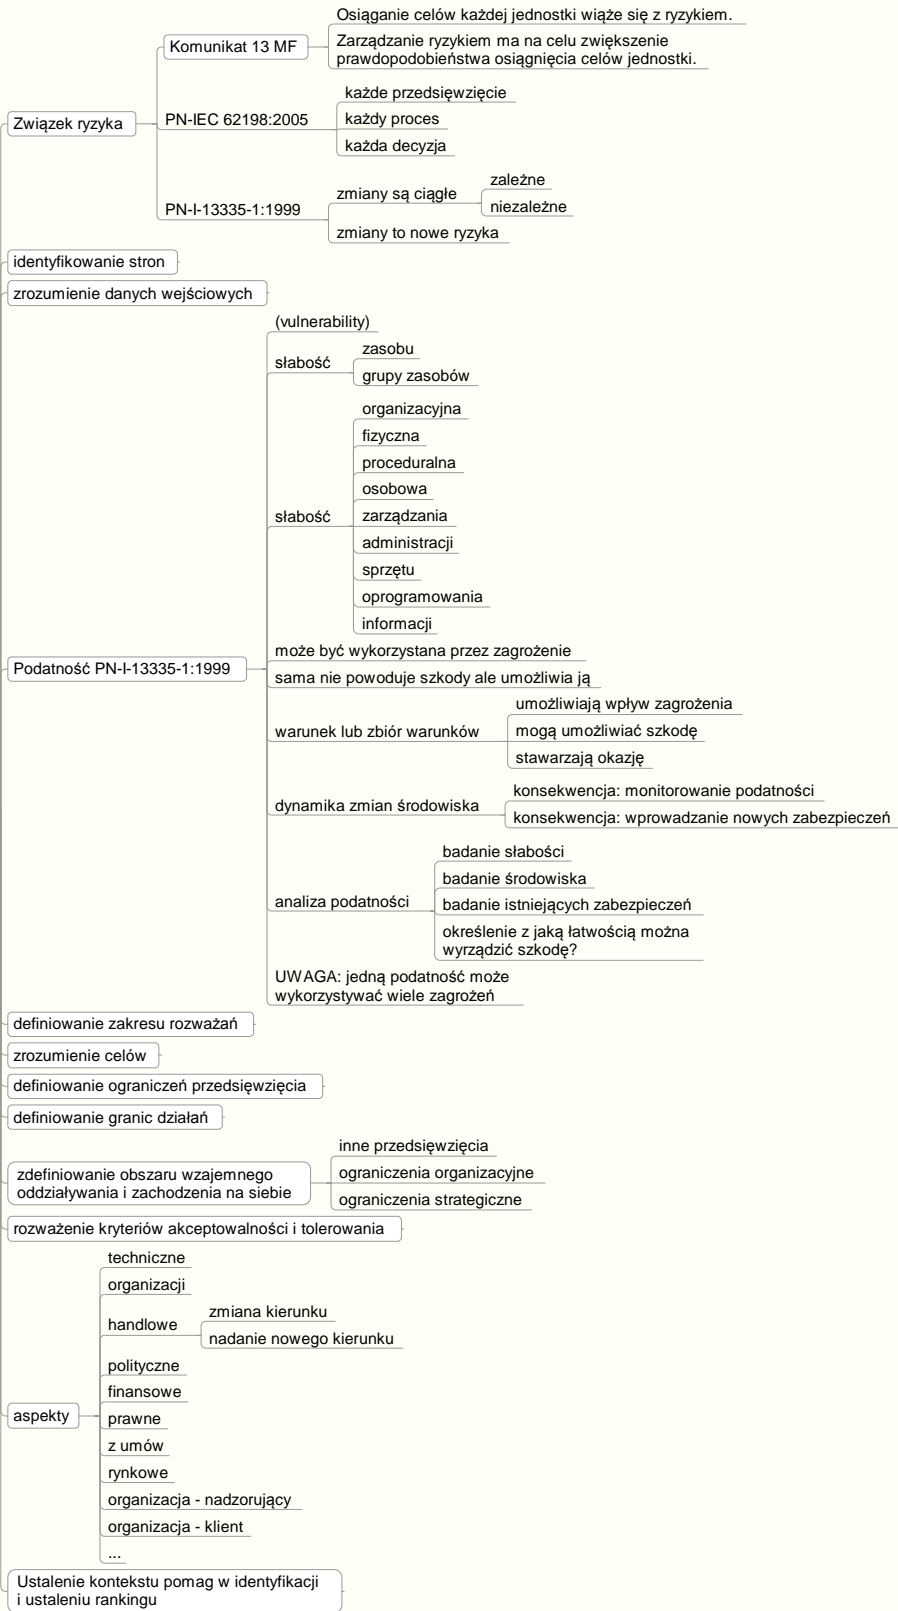 Osiąganie celów każdej jednostki wiąże się z ryzykiem.
Komunikat 13 MF
Zarządzanie ryzykiem ma na celu zwiększenie
prawdopodobieństwa osiągnięcia celów jednostki.
Związek ryzyka
PN-IEC 62198:2005
każde przedsięwzięcie
każdy proces
każda decyzja
PN-I-13335-1:1999
zmiany są ciągłe
zależne
niezależne
zmiany to nowe ryzyka
identyfikowanie stron
zrozumienie danych wejściowych
Podatność PN-I-13335-1:1999
(vulnerability)
słabość
zasobu
grupy zasobów
słabość
organizacyjna
fizyczna
proceduralna
osobowa
zarządzania
administracji
sprzętu
oprogramowania
informacji
może być wykorzystana przez zagrożenie
sama nie powoduje szkody ale umożliwia ją
warunek lub zbiór warunków
umożliwiają wpływ zagrożenia
mogą umożliwiać szkodę
stawarzają okazję
dynamika zmian środowiska
konsekwencja: monitorowanie podatności
konsekwencja: wprowadzanie nowych zabezpieczeń
analiza podatności
badanie słabości
badanie środowiska
badanie istniejących zabezpieczeń
określenie z jaką łatwością można
wyrządzić szkodę?
UWAGA: jedną podatność może
wykorzystywać wiele zagrożeń
definiowanie zakresu rozważań
zrozumienie celów
definiowanie ograniczeń przedsięwzięcia
definiowanie granic działań
zdefiniowanie obszaru wzajemnego
oddziaływania i zachodzenia na siebie
inne przedsięwzięcia
ograniczenia organizacyjne
ograniczenia strategiczne
rozważenie kryteriów akceptowalności i tolerowania
aspekty
techniczne
organizacji
handlowe
zmiana kierunku
nadanie nowego kierunku
polityczne
finansowe
prawne
z umów
rynkowe
organizacja - nadzorujący
organizacja - klient
...
Ustalenie kontekstu pomag w identyfikacji
i ustaleniu rankingu